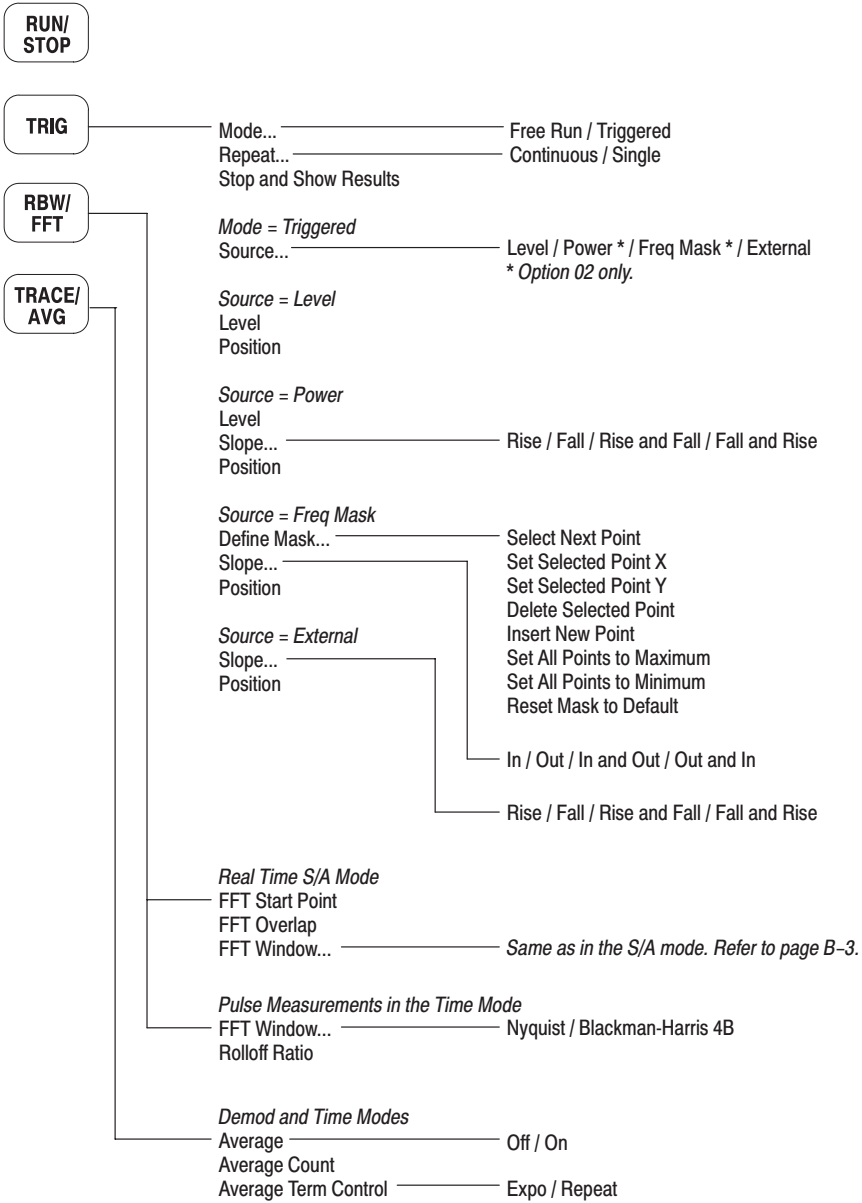 RUN/
STOP
TRIG
Mode... Free Run / Triggered
Repeat... Continuous / Single
Stop and Show Results
RBW/
FFT
Mode = Triggered
Source... Level / Power * / Freq Mask * / External
* Option 02 only.
TRACE/
AVG
Source = Level
Level
Position
Source = Power
Level
Slope... Rise / Fall / Rise and Fall / Fall and Rise
Position
Source = Freq Mask
Define Mask... Select Next Point
Slope... Set Selected Point X
Position Set Selected Point Y
Delete Selected Point
Source = External Insert New Point
Slope... Set All Points to Maximum
Position Set All Points to Minimum
Reset Mask to Default
In / Out / In and Out / Out and In
Rise / Fall / Rise and Fall / Fall and Rise
Real Time S/A Mode
FFT Start Point
FFT Overlap
FFT Window... Same as in the S/A mode. Refer to page B–3.
Pulse Measurements in the Time Mode
FFT Window... Nyquist / Blackman-Harris 4B
Rolloff Ratio
Demod and Time Modes
Average Off / On
Average Count
Average Term Control Expo / Repeat